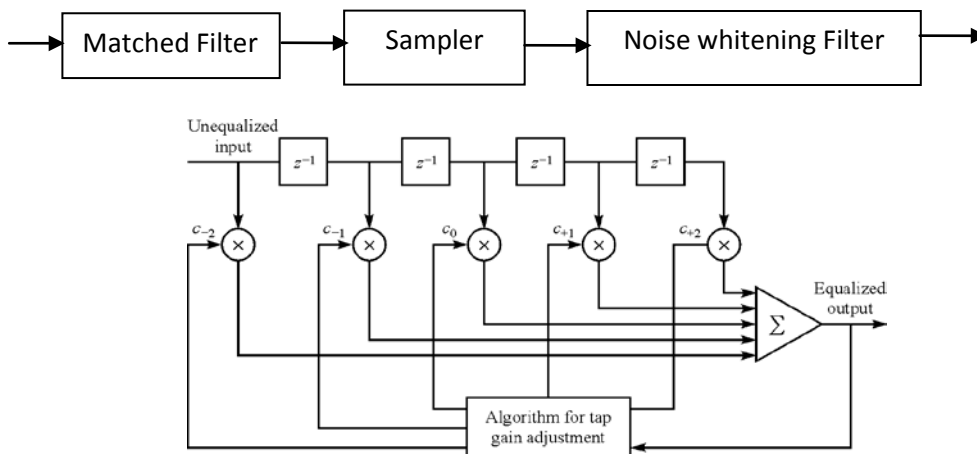 Matched Filter
Sampler
Noise whitening Filter
Unequalized
input
z⁻¹
z⁻¹
z⁻¹
z⁻¹
c₋₂
×
c₋₁
×
c₀
×
c₊₁
×
c₊₂
×
Σ
Equalized
output
Algorithm for tap
gain adjustment